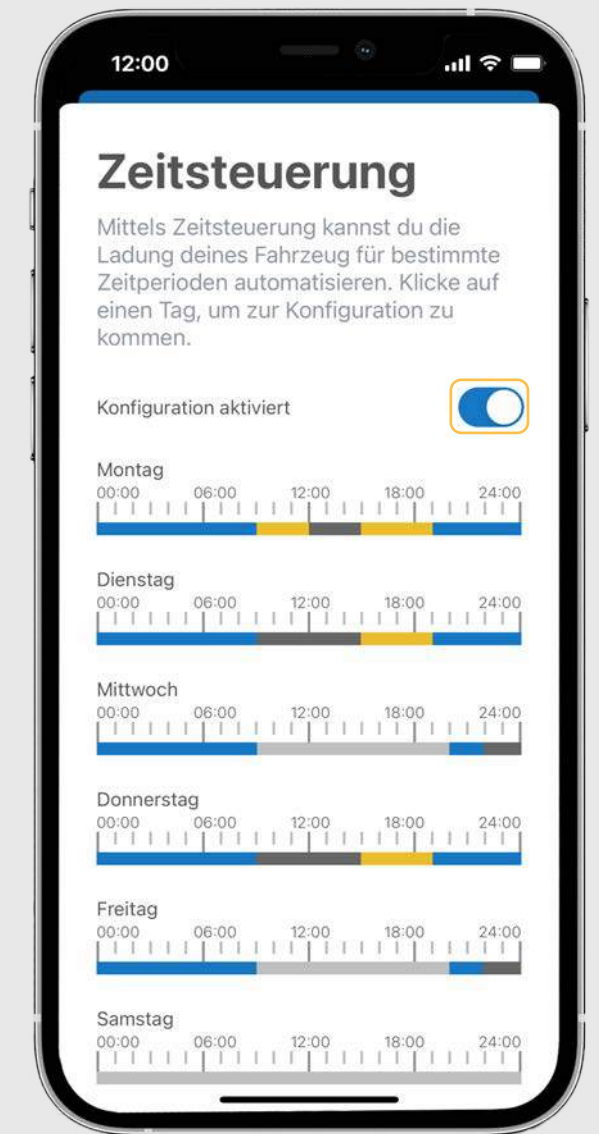 12:00
Zeitsteuerung
Mittels Zeitsteuerung kannst du die
Ladung deines Fahrzeug für bestimmte
Zeitperioden automatisieren. Klicke auf
einen Tag, um zur Konfiguration zu
kommen.
Konfiguration aktiviert
Montag
00:00 06:00 12:00 18:00 24:00
Dienstag
00:00 06:00 12:00 18:00 24:00
Mittwoch
00:00 06:00 12:00 18:00 24:00
Donnerstag
00:00 06:00 12:00 18:00 24:00
Freitag
00:00 06:00 12:00 18:00 24:00
Samstag
00:00 06:00 12:00 18:00 24:00